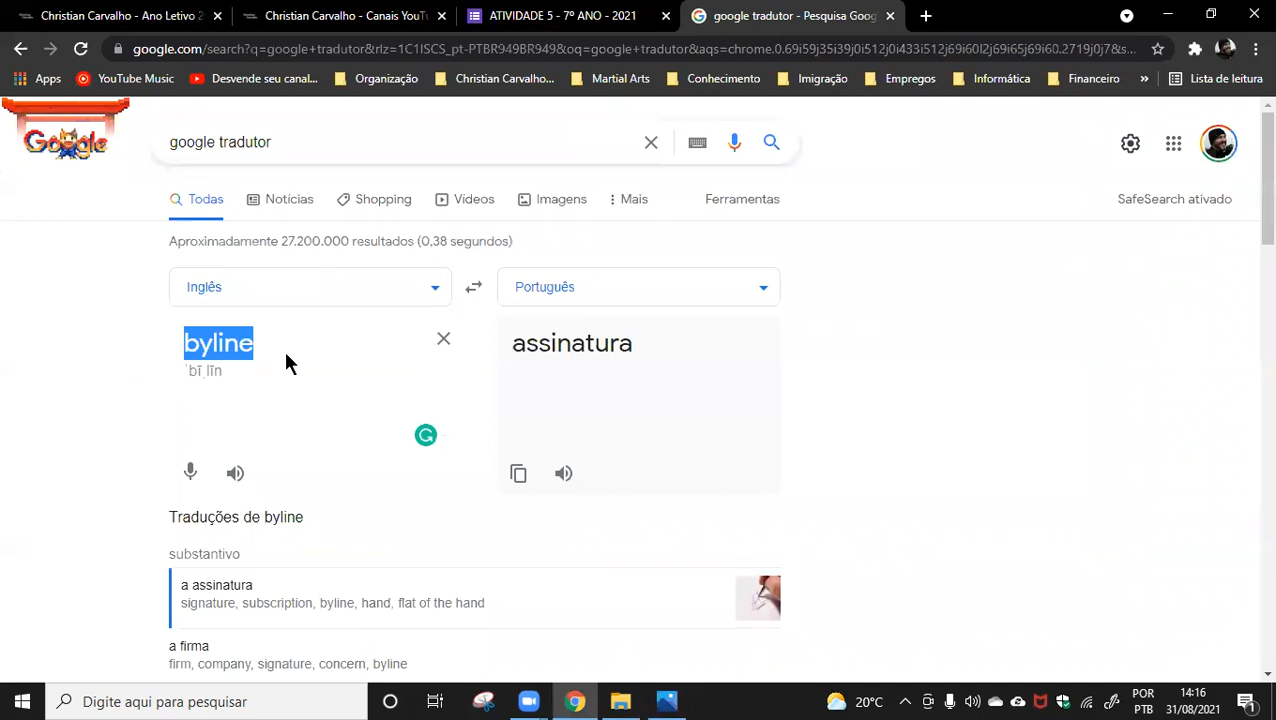 Christian Carvalho - Ano Letivo 2
Christian Carvalho - Canais YouTu
ATIVIDADE 5 - 7º ANO - 2021
google tradutor - Pesquisa Goog
google.com/search?q=google+tradutor&rlz=1C1ISCS_pt-PTBR949BR949&oq=google+tradutor&aqs=chrome.0.69i59j35i39j0i512j0i433i512j69i60l2j69i65j69i60.2719j0j7&s...
Apps
YouTube Music
Desvende seu canal...
Organização
Christian Carvalho...
Martial Arts
Conhecimento
Imigração
Empregos
Informática
Financeiro
»
Lista de leitura
Google
google tradutor
Todas
Notícias
Shopping
Vídeos
Imagens
Mais
Ferramentas
SafeSearch ativado
Aproximadamente 27.200.000 resultados (0,38 segundos)
Inglês
Português
byline
ˈbīˌlīn
assinatura
Traduções de byline
substantivo
a assinatura
signature, subscription, byline, hand, flat of the hand
a firma
firm, company, signature, concern, byline
Digite aqui para pesquisar
20°C
POR
PTB
14:16
31/08/2021
1